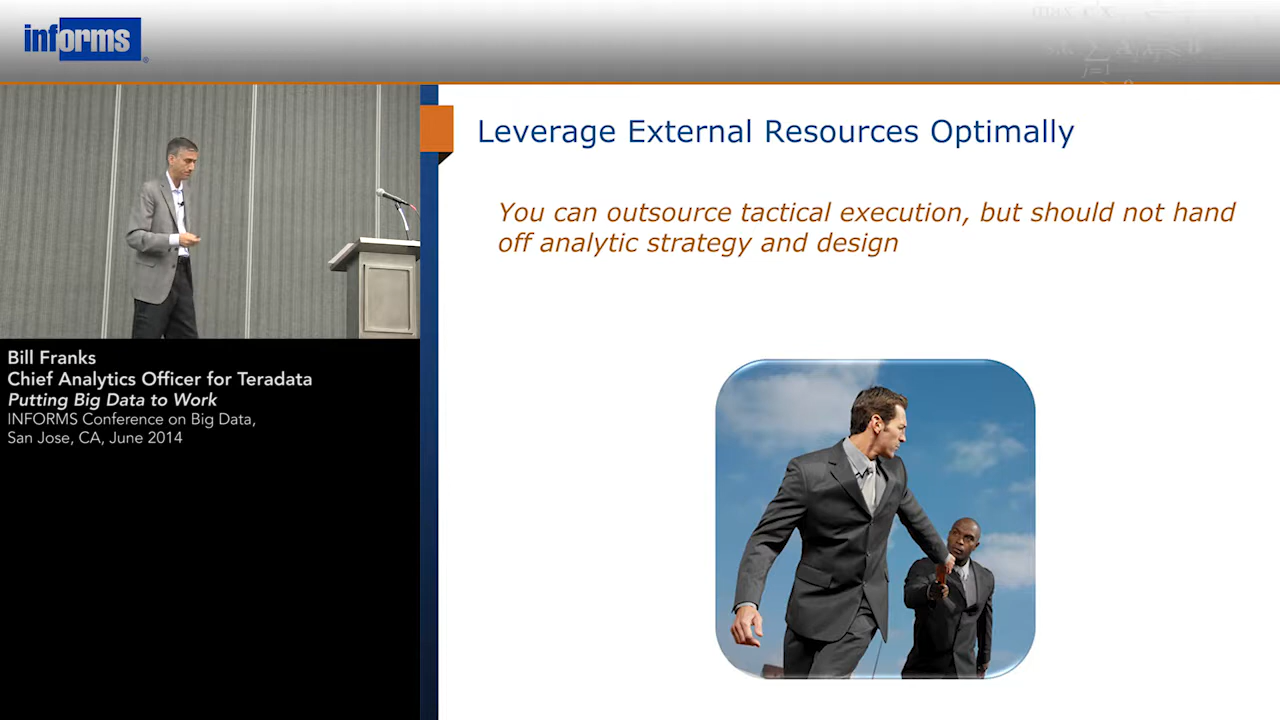 informs
Leverage External Resources Optimally
You can outsource tactical execution, but should not hand
off analytic strategy and design
Bill Franks
Chief Analytics Officer for Teradata
Putting Big Data to Work
INFORMS Conference on Big Data,
San Jose, CA, June 2014